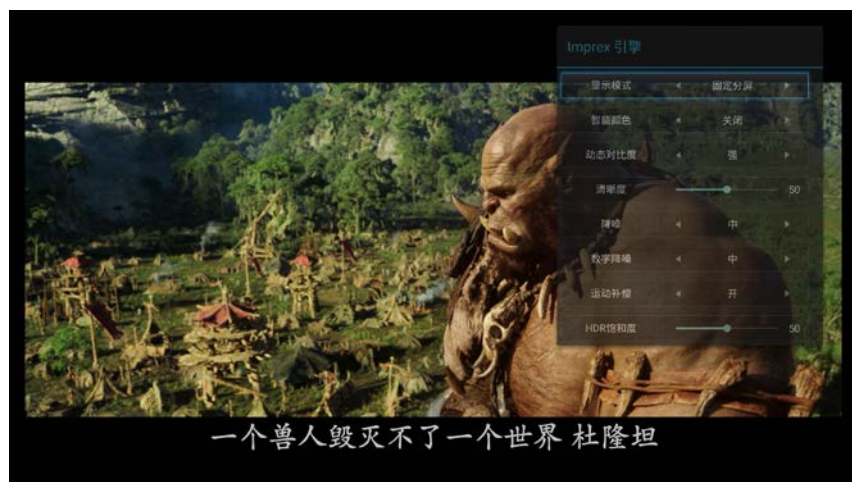 Imprex 引擎
显示模式 固定分屏
智能颜色 关闭
动态对比度 强
清晰度 50
降噪 中
数字降噪 中
运动补偿 开
HDR饱和度 50
一个兽人毁灭不了一个世界 杜隆坦